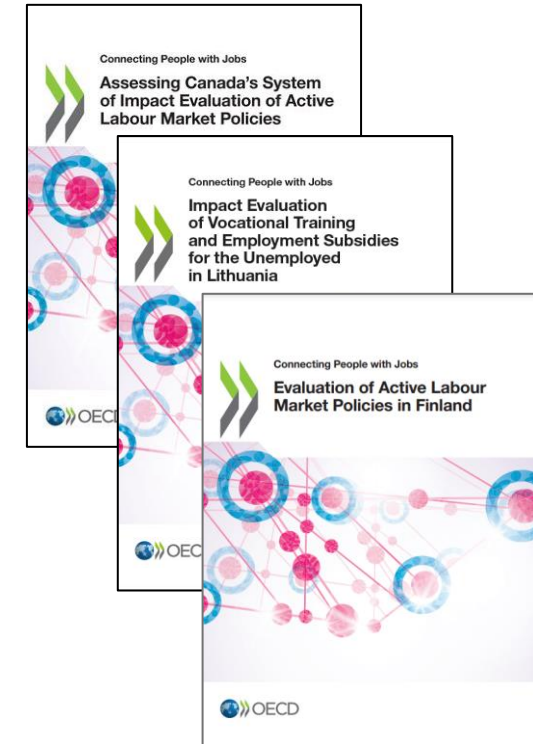 Connecting People with Jobs
Assessing Canada's System
of Impact Evaluation of Active
Labour Market Policies
Connecting People with Jobs
Impact Evaluation
of Vocational Training
and Employment Subsidies
for the Unemployed
in Lithuania
Connecting People with Jobs
Evaluation of Active Labour
Market Policies in Finland
OECD
OEC
OECD